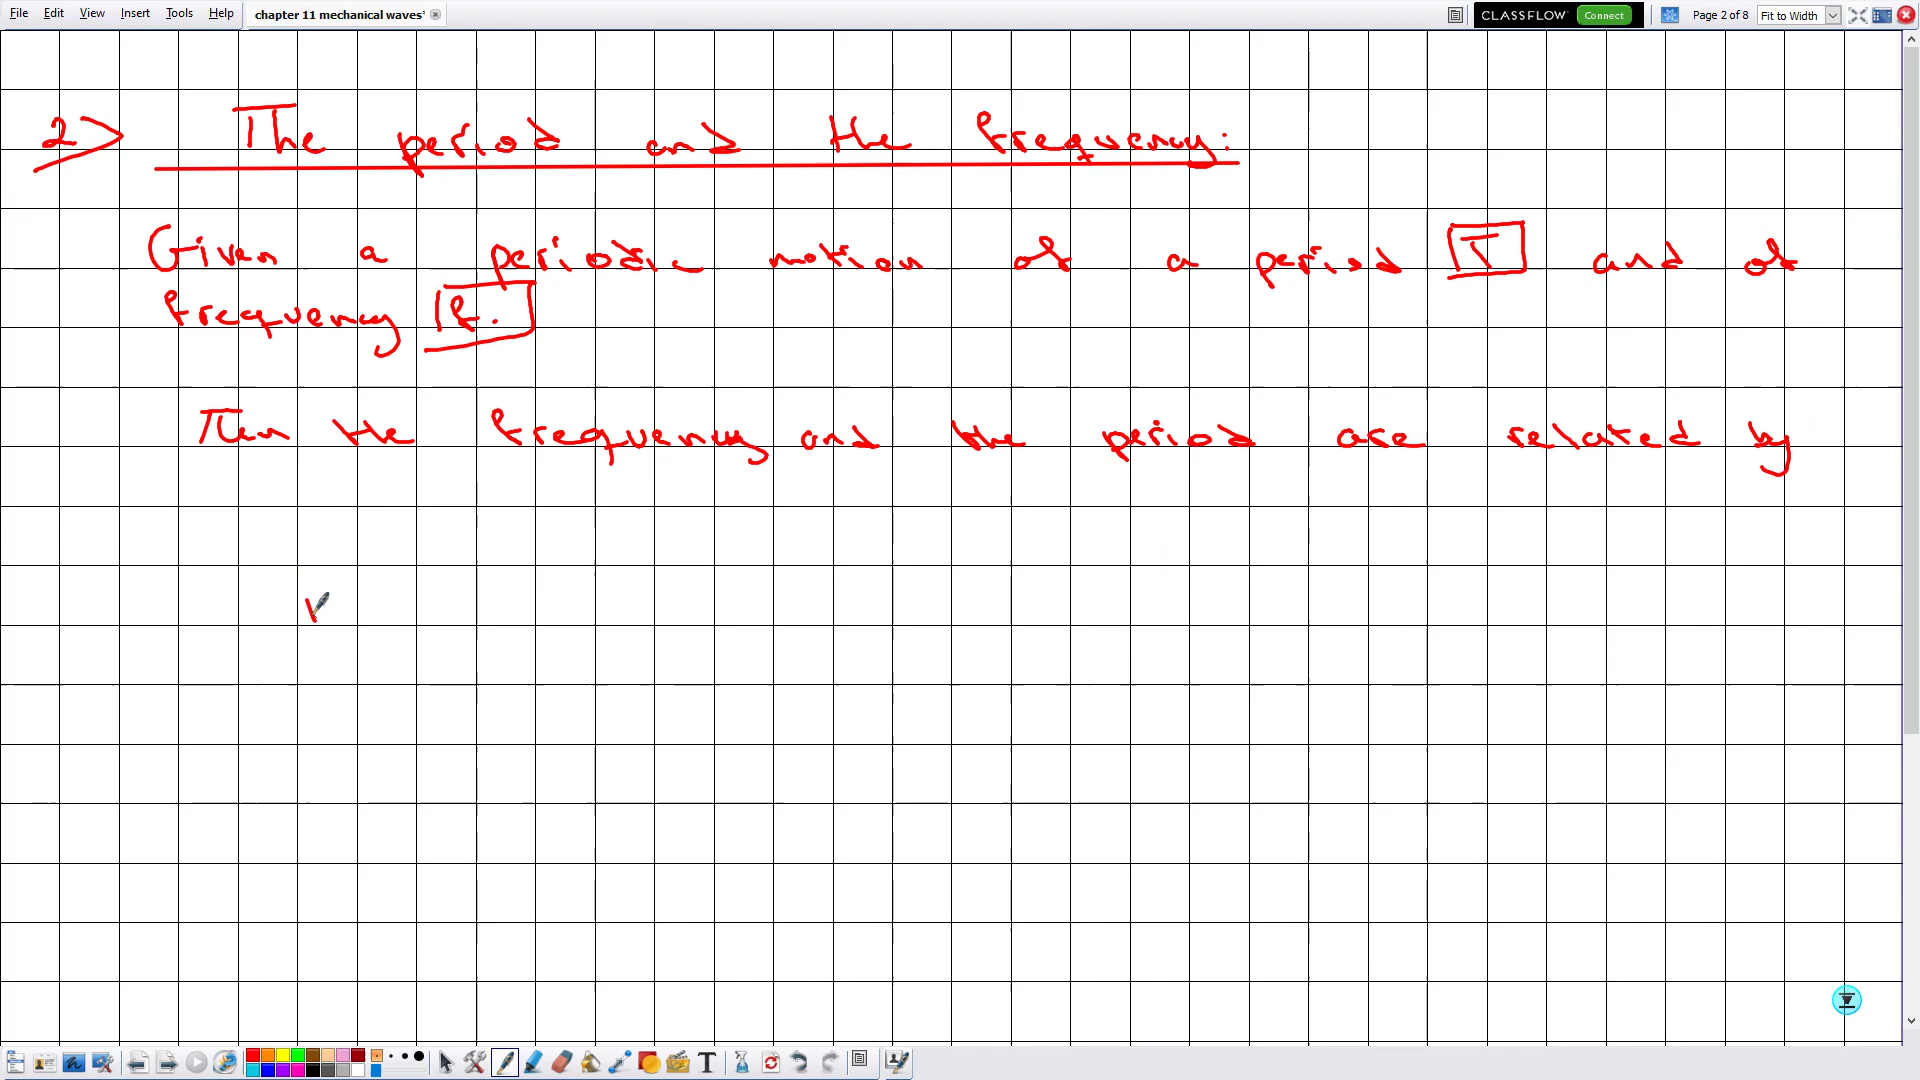 File Edit View Insert Tools Help chapter 11 mechanical waves* CLASSFLOW Connect Page 2 of 8 Fit to Width
2> The period and the frequency:
Given a periodic motion of a period T and of
frequency f.
Then the frequency and the period are related by
T